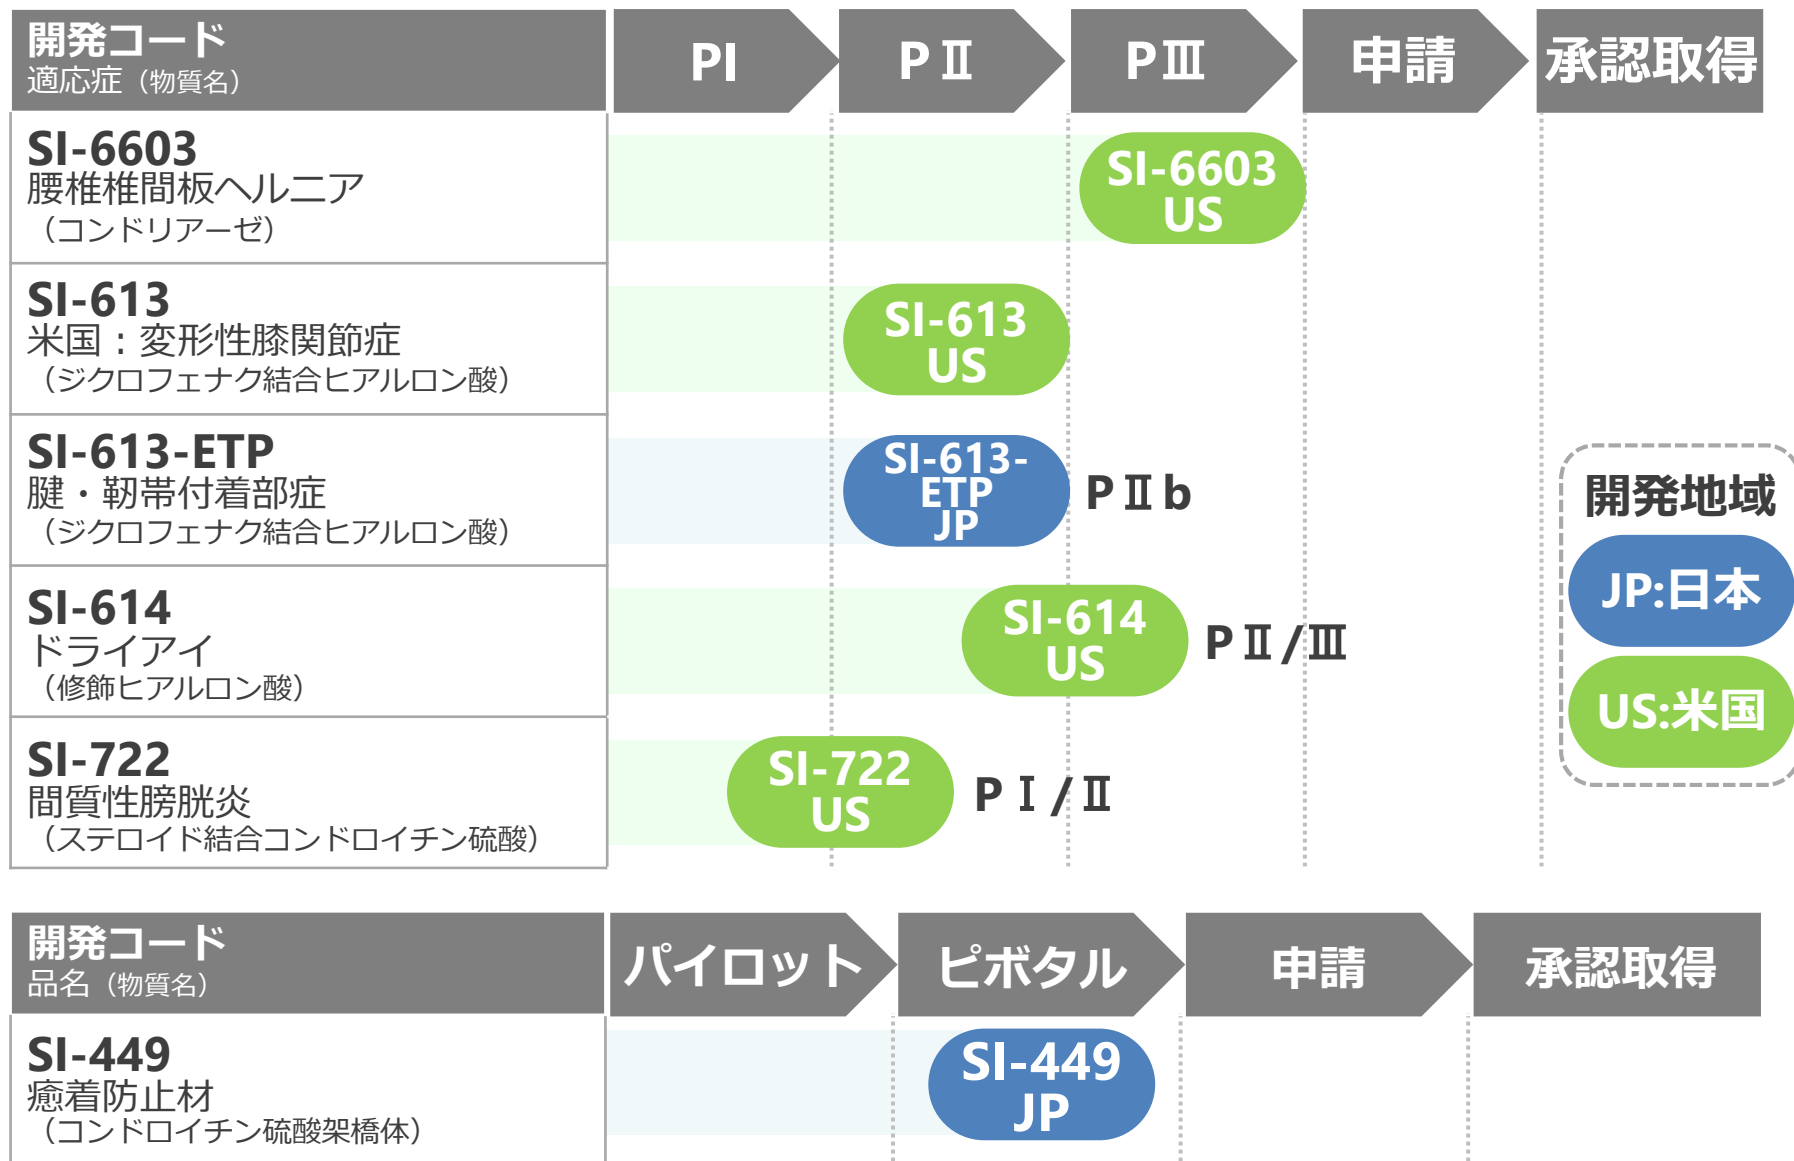 開発コード
適応症（物質名）
PI
PⅡ
PⅢ
申請
承認取得
SI-6603
腰椎椎間板ヘルニア
（コンドリアーゼ）
SI-6603
US
SI-613
米国：変形性膝関節症
（ジクロフェナク結合ヒアルロン酸）
SI-613
US
SI-613-ETP
腱・靭帯付着部症
（ジクロフェナク結合ヒアルロン酸）
SI-613-
ETP
JP
PⅡb
SI-614
ドライアイ
（修飾ヒアルロン酸）
SI-614
US
PⅡ/Ⅲ
SI-722
間質性膀胱炎
（ステロイド結合コンドロイチン硫酸）
SI-722
US
PⅠ/Ⅱ
開発地域
JP:日本
US:米国
開発コード
品名（物質名）
パイロット
ピボタル
申請
承認取得
SI-449
癒着防止材
（コンドロイチン硫酸架橋体）
SI-449
JP